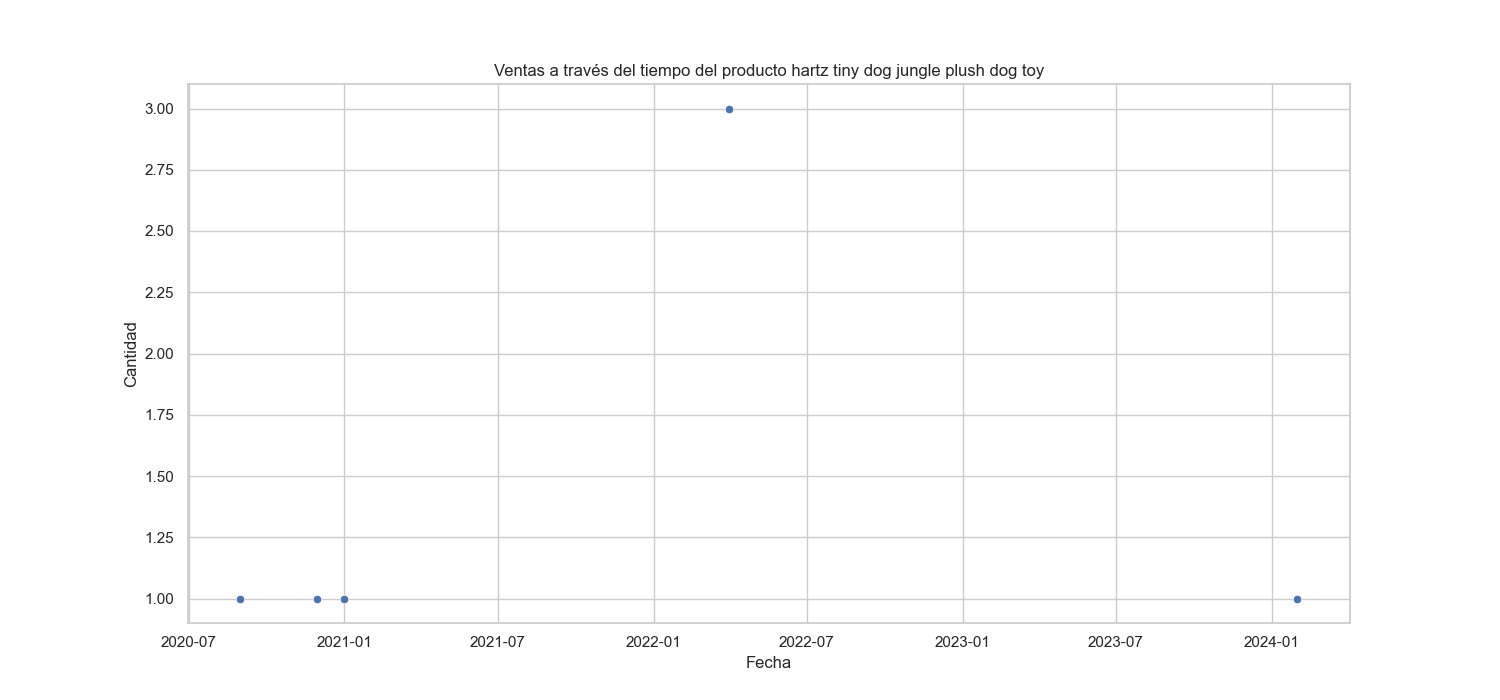 Ventas a través del tiempo del producto hartz tiny dog jungle plush dog toy
3.00
2.75
2.50
2.25
2.00
1.75
1.50
1.25
1.00
Cantidad
2020-07 2021-01 2021-07 2022-01 2022-07 2023-01 2023-07 2024-01
Fecha